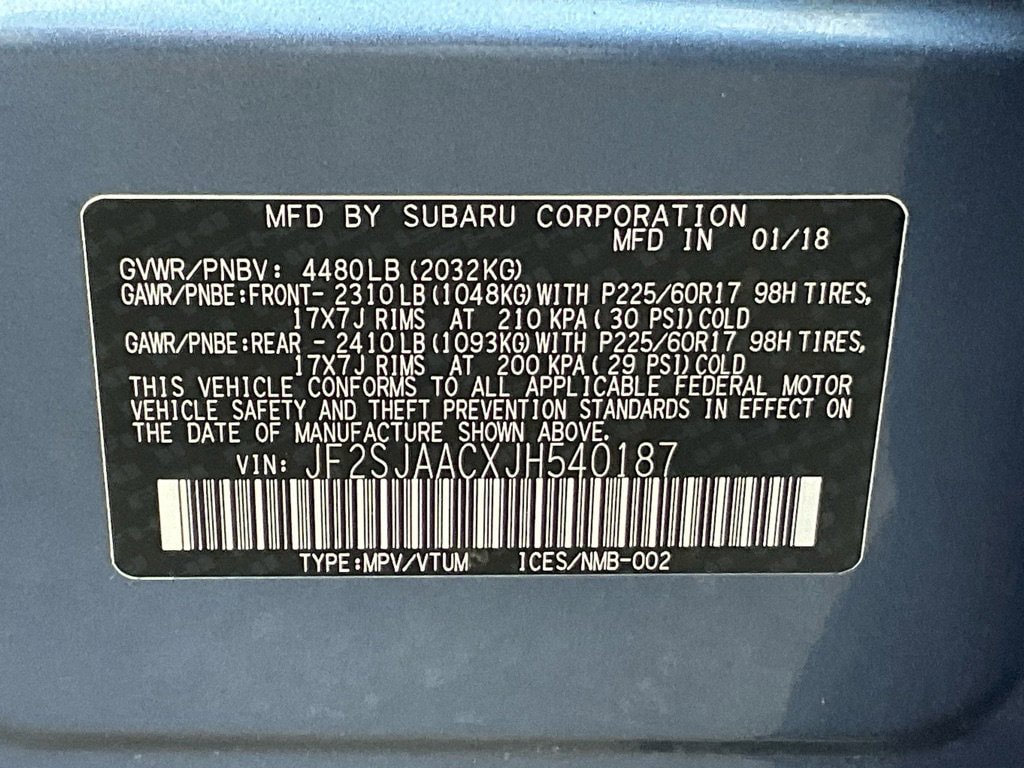 MFD BY SUBARU CORPORATION
MFD IN 01/18
GVWR/PNBV: 4480LB(2032KG)
GAWR/PNBE:FRONT- 2310LB(1048KG)WITH P225/60R17 98H TIRES,
17X7J RIMS AT 210 KPA(30 PSI)COLD
GAWR/PNBE:REAR - 2410LB(1093KG)WITH P225/60R17 98H TIRES,
17X7J RIMS AT 200 KPA(29 PSI)COLD
THIS VEHICLE CONFORMS TO ALL APPLICABLE FEDERAL MOTOR
VEHICLE SAFETY AND THEFT PREVENTION STANDARDS IN EFFECT ON
THE DATE OF MANUFACTURE SHOWN ABOVE.
VIN: JF2SJAACXJH540187
TYPE:MPV/VTUM ICES/NMB-002